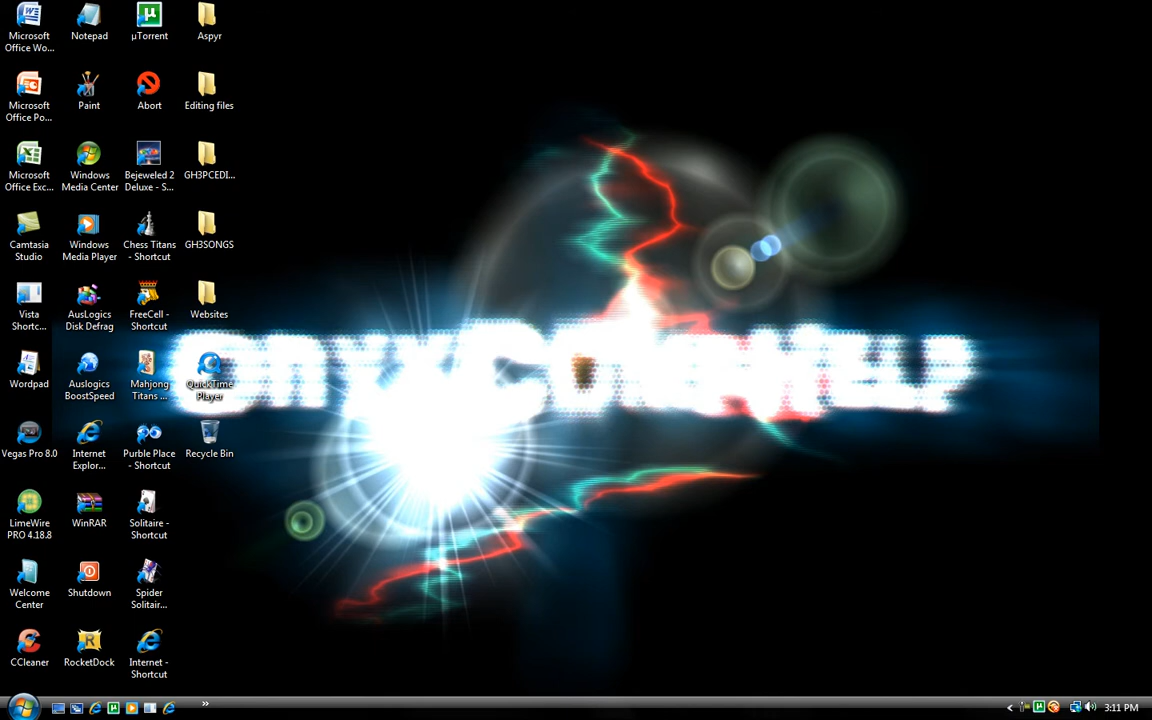 Microsoft
Office Wo...
Notepad
µTorrent
Aspyr
Microsoft
Office Po...
Paint
Abort
Editing files
Microsoft
Office Exc...
Windows
Media Center
Bejeweled 2
Deluxe - S...
GH3PCEDI...
Camtasia
Studio
Windows
Media Player
Chess Titans
- Shortcut
GH3SONGS
Vista
Shortc...
AusLogics
Disk Defrag
FreeCell -
Shortcut
Websites
Wordpad
Auslogics
BoostSpeed
Mahjong
Titans ...
QuickTime
Player
Vegas Pro 8.0
Internet
Explor...
Purble Place
- Shortcut
Recycle Bin
LimeWire
PRO 4.18.8
WinRAR
Solitaire -
Shortcut
Welcome
Center
Shutdown
Spider
Solitair...
CCleaner
RocketDock
Internet -
Shortcut
3:11 PM